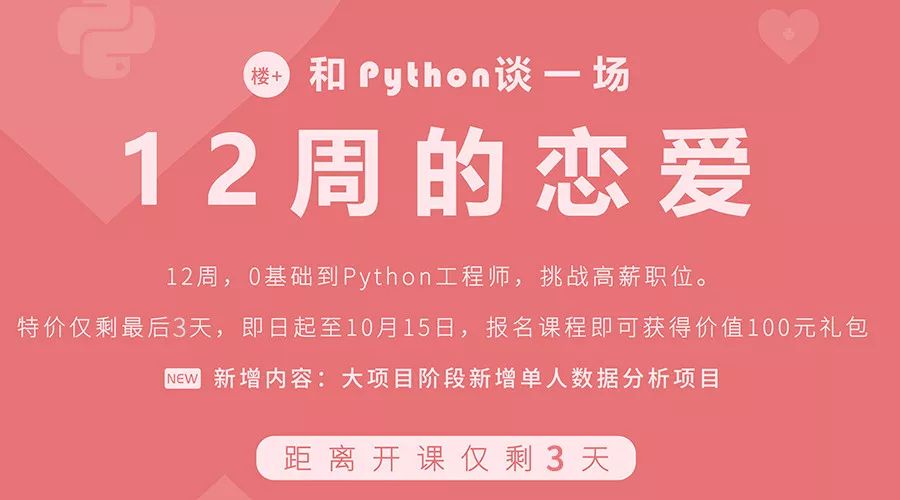 楼+ 和Python谈一场
12周的恋爱
12周，0基础到Python工程师，挑战高薪职位。
特价仅剩最后3天，即日起至10月15日，报名课程即可获得价值100元礼包
NEW 新增内容：大项目阶段新增单人数据分析项目
距离开课仅剩3天